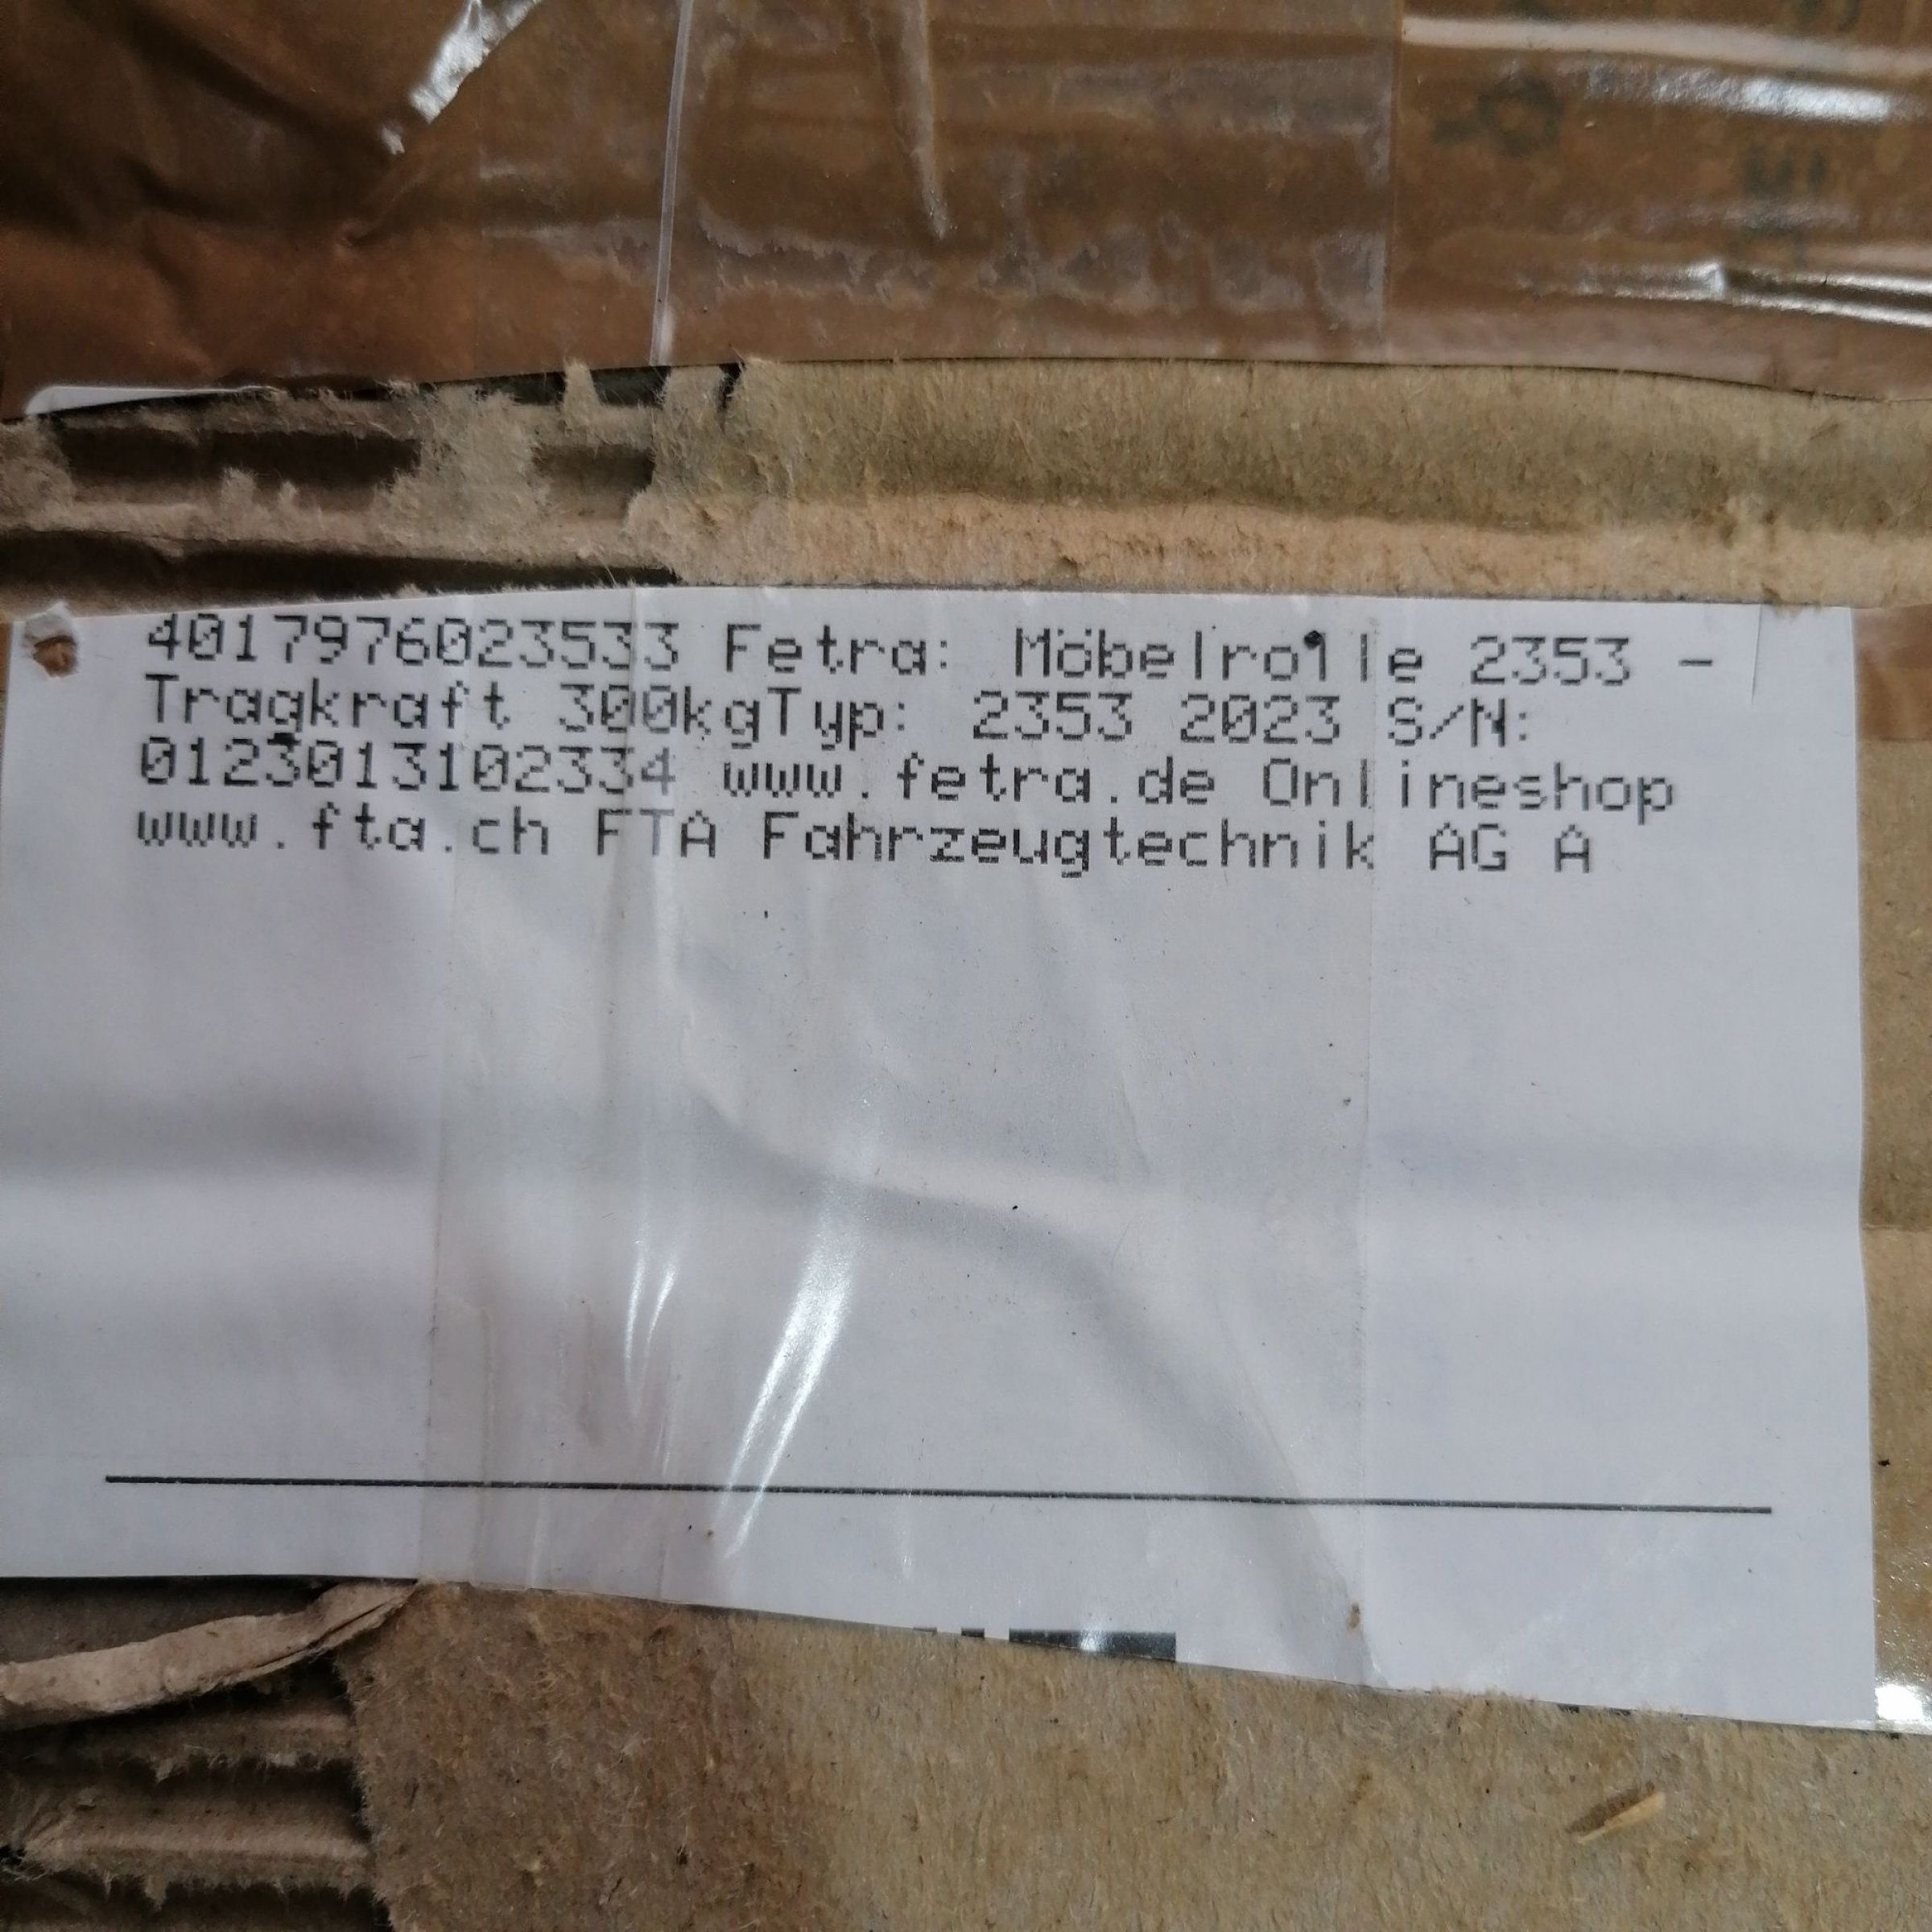 4017976023533 Fetra: Möbelrolle 2353 -
Tragkraft 300kgTyp: 2353 2023 S/N:
0123013102334 www.fetra.de Onlineshop
www.fta.ch FTA Fahrzeugtechnik AG A